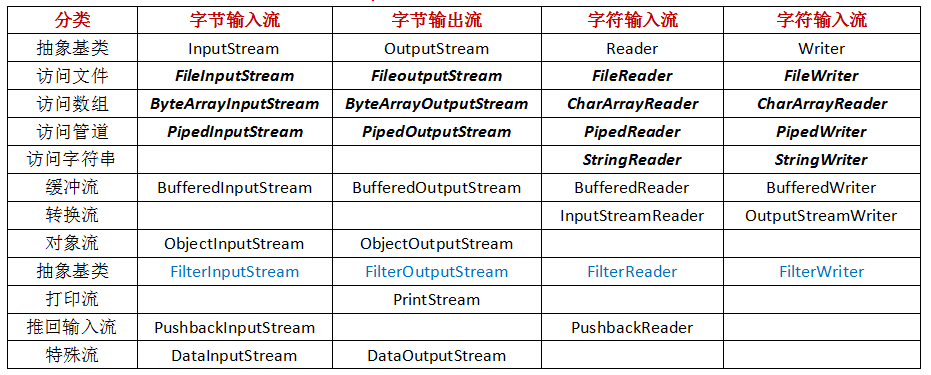 分类 字节输入流 字节输出流 字符输入流 字符输入流
抽象基类 InputStream OutputStream Reader Writer
访问文件 FileInputStream FileoutputStream FileReader FileWriter
访问数组 ByteArrayInputStream ByteArrayOutputStream CharArrayReader CharArrayReader
访问管道 PipedInputStream PipedOutputStream PipedReader PipedWriter
访问字符串 StringReader StringWriter
缓冲流 BufferedInputStream BufferedOutputStream BufferedReader BufferedWriter
转换流 InputStreamReader OutputStreamWriter
对象流 ObjectInputStream ObjectOutputStream
抽象基类 FilterInputStream FilterOutputStream FilterReader FilterWriter
打印流 PrintStream
推回输入流 PushbackInputStream PushbackReader
特殊流 DataInputStream DataOutputStream